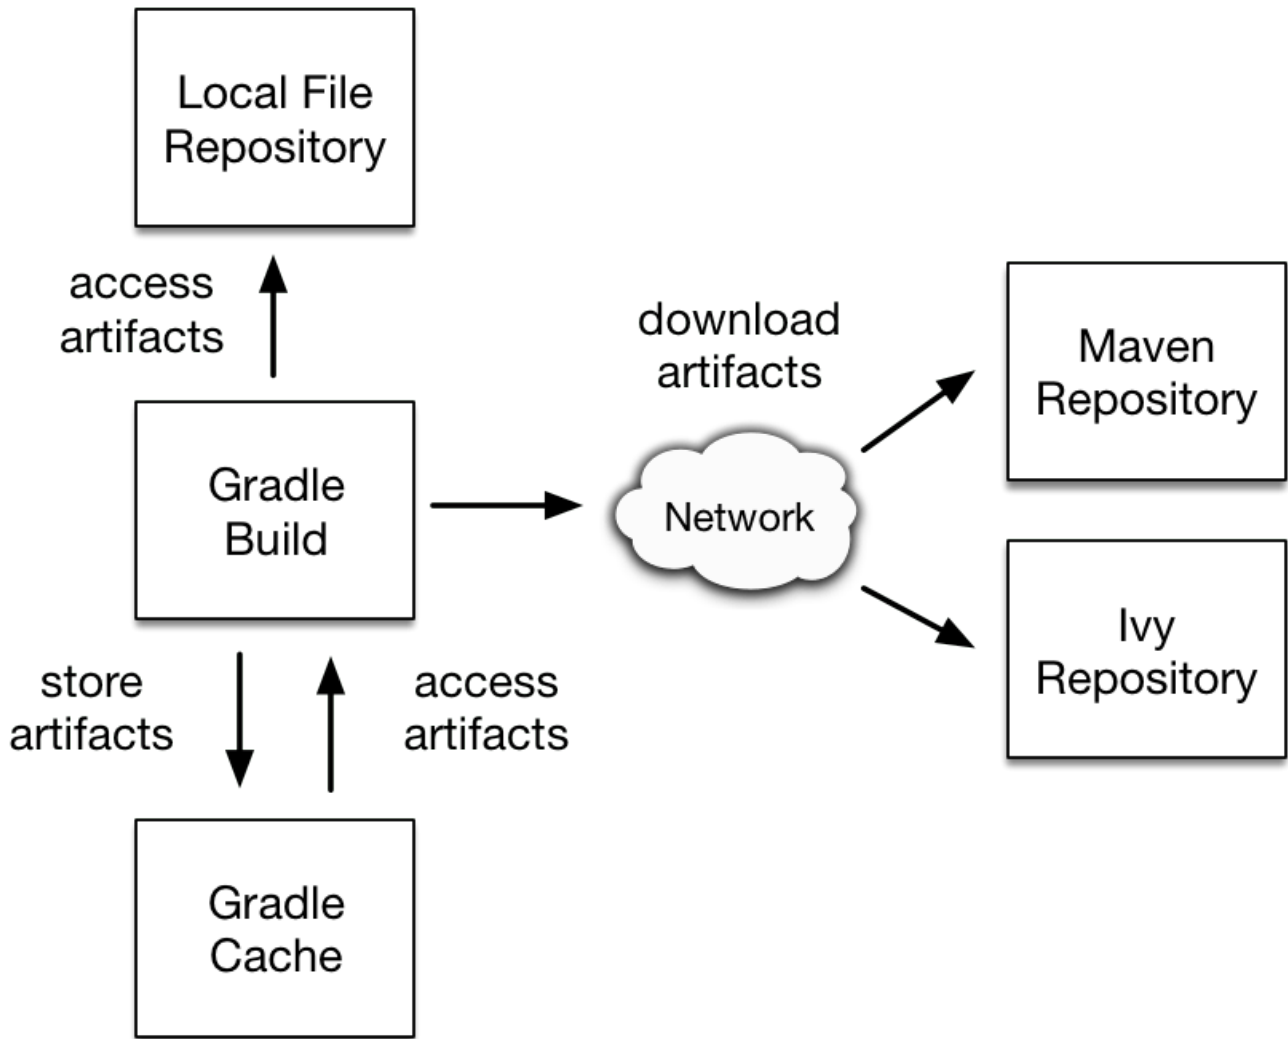 Local File
Repository
access
artifacts
download
artifacts
Maven
Repository
Gradle
Build
Network
Ivy
Repository
store
artifacts
access
artifacts
Gradle
Cache